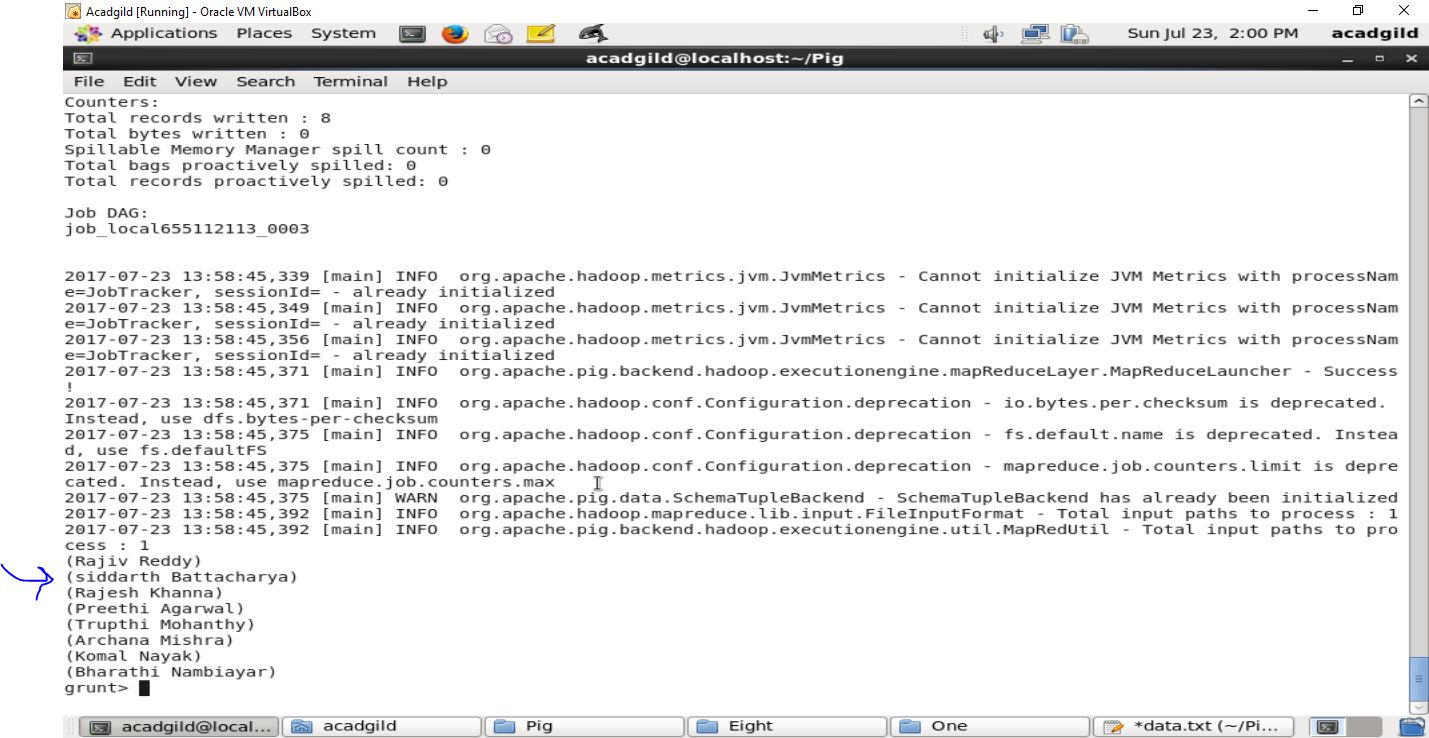 Acadgild [Running] - Oracle VM VirtualBox
Applications Places System Sun Jul 23, 2:00 PM acadgild
acadgild@localhost:~/Pig
File Edit View Search Terminal Help
Counters:
Total records written : 8
Total bytes written : 0
Spillable Memory Manager spill count : 0
Total bags proactively spilled: 0
Total records proactively spilled: 0
Job DAG:
job_local655112113_0003
2017-07-23 13:58:45,339 [main] INFO  org.apache.hadoop.metrics.jvm.JvmMetrics - Cannot initialize JVM Metrics with processNam
e=JobTracker, sessionId= - already initialized
2017-07-23 13:58:45,349 [main] INFO  org.apache.hadoop.metrics.jvm.JvmMetrics - Cannot initialize JVM Metrics with processNam
e=JobTracker, sessionId= - already initialized
2017-07-23 13:58:45,356 [main] INFO  org.apache.hadoop.metrics.jvm.JvmMetrics - Cannot initialize JVM Metrics with processNam
e=JobTracker, sessionId= - already initialized
2017-07-23 13:58:45,371 [main] INFO  org.apache.pig.backend.hadoop.executionengine.mapReduceLayer.MapReduceLauncher - Success
!
2017-07-23 13:58:45,371 [main] INFO  org.apache.hadoop.conf.Configuration.deprecation - io.bytes.per.checksum is deprecated.
Instead, use dfs.bytes-per-checksum
2017-07-23 13:58:45,375 [main] INFO  org.apache.hadoop.conf.Configuration.deprecation - fs.default.name is deprecated. Instea
d, use fs.defaultFS
2017-07-23 13:58:45,375 [main] INFO  org.apache.hadoop.conf.Configuration.deprecation - mapreduce.job.counters.limit is depre
cated. Instead, use mapreduce.job.counters.max
2017-07-23 13:58:45,375 [main] WARN  org.apache.pig.data.SchemaTupleBackend - SchemaTupleBackend has already been initialized
2017-07-23 13:58:45,392 [main] INFO  org.apache.hadoop.mapreduce.lib.input.FileInputFormat - Total input paths to process : 1
2017-07-23 13:58:45,392 [main] INFO  org.apache.pig.backend.hadoop.executionengine.util.MapRedUtil - Total input paths to pro
cess : 1
(Rajiv Reddy)
(siddarth Battacharya)
(Rajesh Khanna)
(Preethi Agarwal)
(Trupthi Mohanthy)
(Archana Mishra)
(Komal Nayak)
(Bharathi Nambiayar)
grunt>
acadgild@local... acadgild Pig Eight One *data.txt (~/Pi...